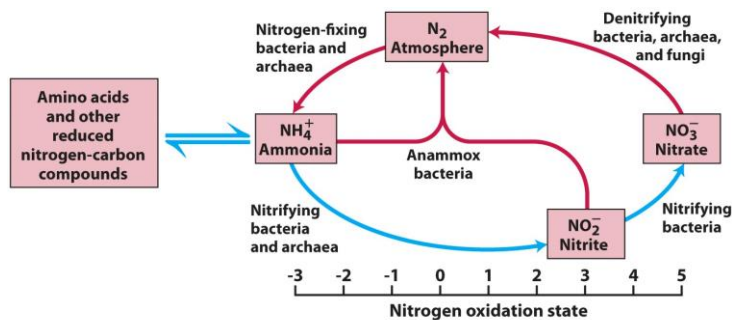 Nitrogen-fixing
bacteria and
archaea
N₂
Atmosphere
Denitrifying
bacteria, archaea,
and fungi
Amino acids
and other
reduced
nitrogen-carbon
compounds
NH₄⁺
Ammonia
Anammox
bacteria
NO₃⁻
Nitrate
Nitrifying
bacteria
and archaea
NO₂⁻
Nitrite
Nitrifying
bacteria
-3 -2 -1 0 1 2 3 4 5
Nitrogen oxidation state